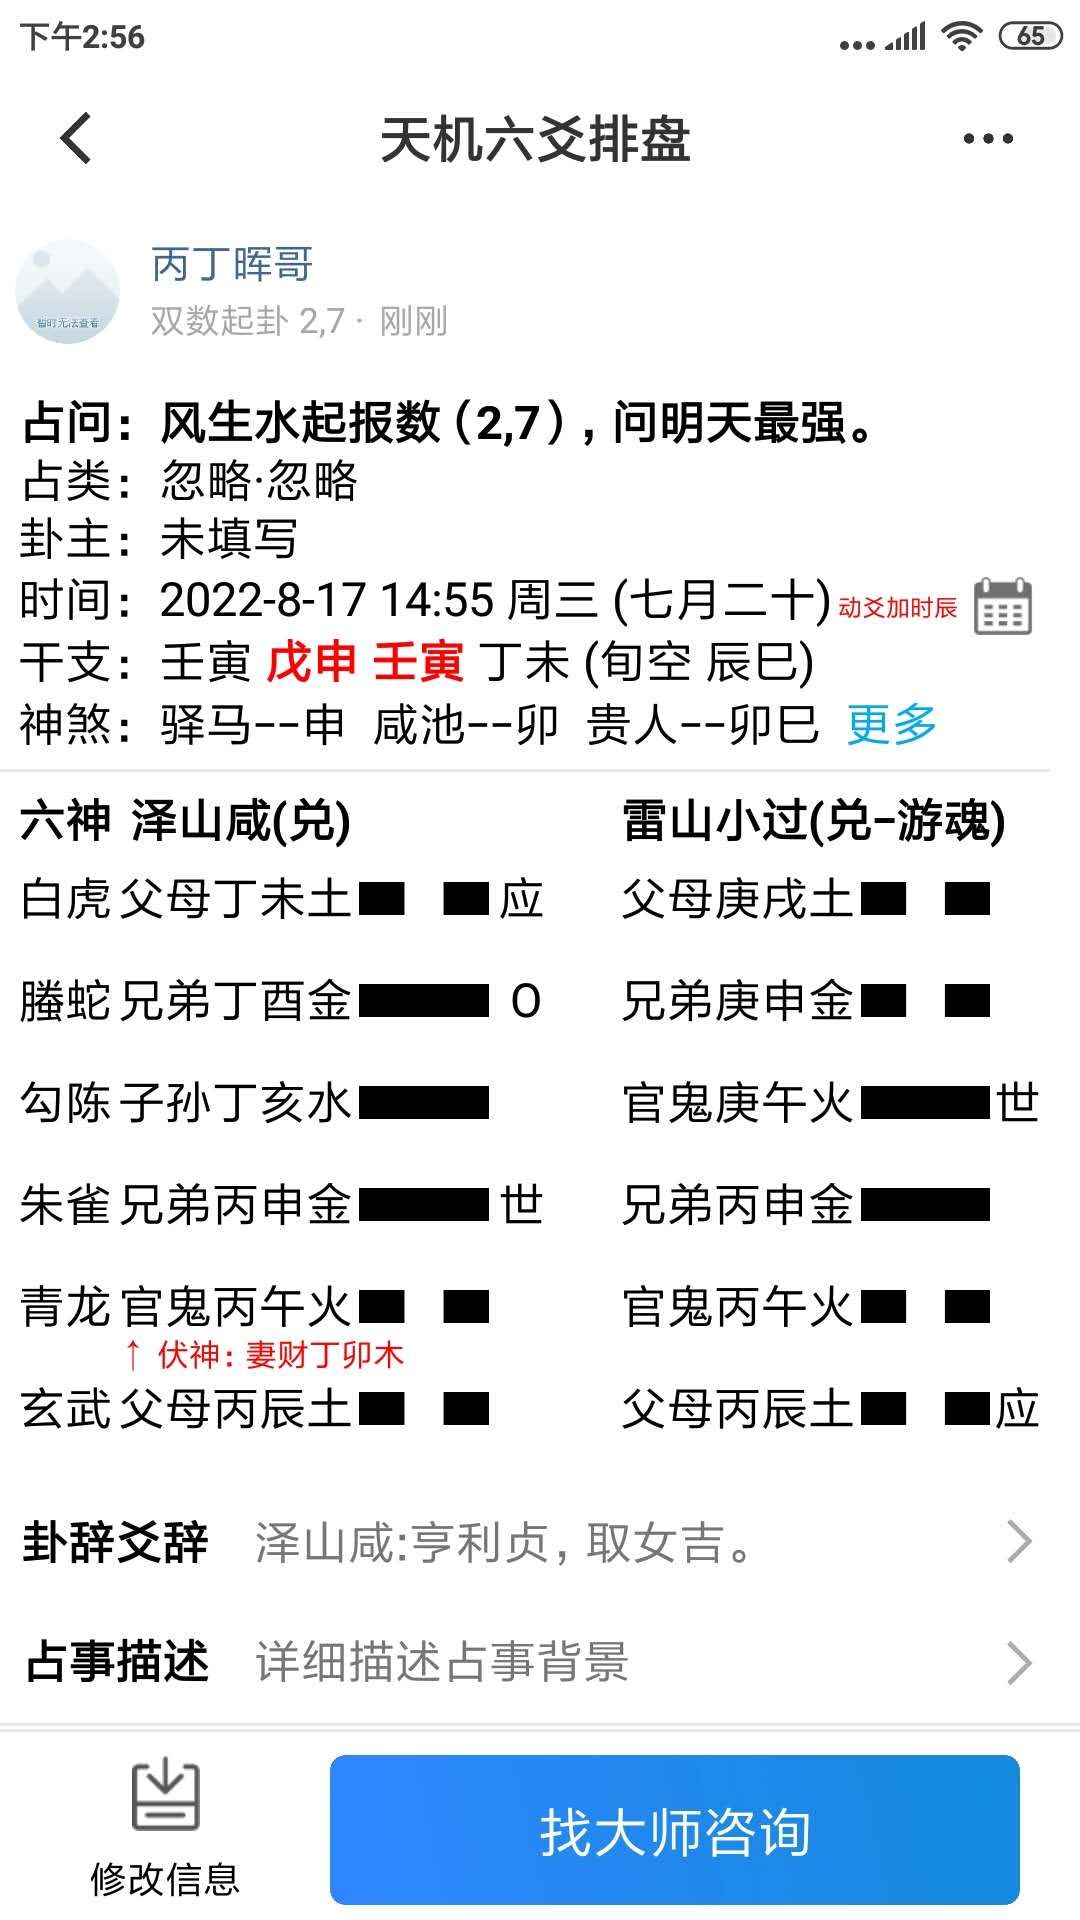 下午2:56
65
天机六爻排盘
暂时无法查看
丙丁晖哥
双数起卦 2,7 · 刚刚
占问：风生水起报数（2,7），问明天最强。
占类：忽略·忽略
卦主：未填写
时间：2022-8-17 14:55 周三 (七月二十) 动爻加时辰
干支：壬寅 戊申 壬寅 丁未 (旬空 辰巳)
神煞：驿马--申 咸池--卯 贵人--卯巳 更多
六神 泽山咸(兑) 雷山小过(兑-游魂)
白虎 父母丁未土 应 父母庚戌土
螣蛇 兄弟丁酉金 O 兄弟庚申金
勾陈 子孙丁亥水 官鬼庚午火 世
朱雀 兄弟丙申金 世 兄弟丙申金
青龙 官鬼丙午火 官鬼丙午火
↑ 伏神：妻财丁卯木
玄武 父母丙辰土 父母丙辰土 应
卦辞爻辞 泽山咸:亨利贞，取女吉。
占事描述 详细描述占事背景
修改信息
找大师咨询